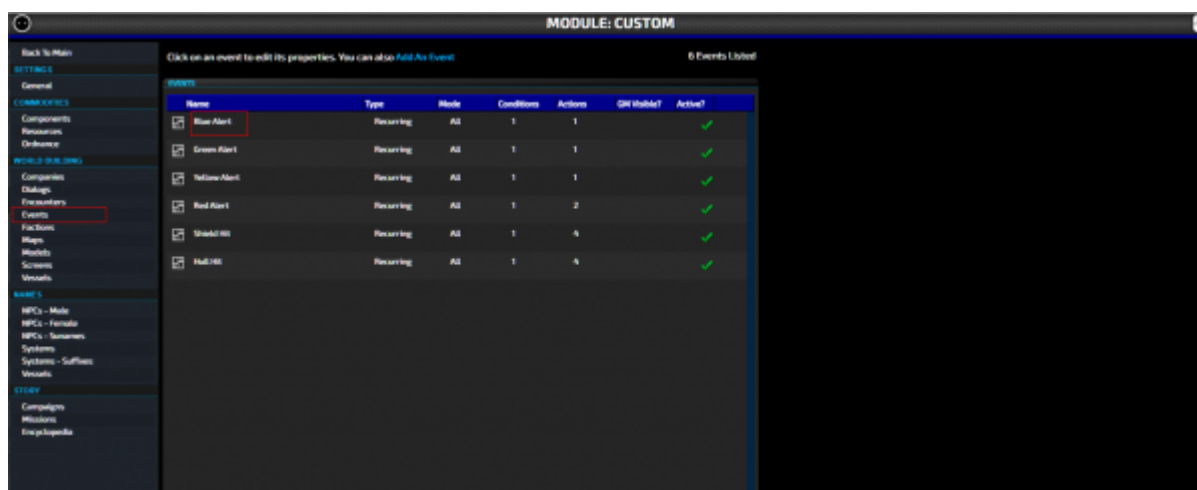 MODULE: CUSTOM
Back To Main
SETTINGS
General
COMMODITIES
Components
Resources
Ordnance
WORLD BUILDING
Companies
Dialogs
Encounters
Events
Factions
Maps
Models
Screens
Vessels
NAMES
NPCs - Male
NPCs - Female
NPCs - Surnames
Systems
Systems - Suffixes
Vessels
STORY
Campaigns
Missions
Encyclopedia
Click on an event to edit its properties. You can also Add An Event 6 Events Listed
EVENTS
Name Type Mode Conditions Actions GM Visible? Active?
Blue Alert Recurring All 1 1
Green Alert Recurring All 1 1
Yellow Alert Recurring All 1 1
Red Alert Recurring All 1 2
Shield Hit Recurring All 1 4
Hull Hit Recurring All 1 4